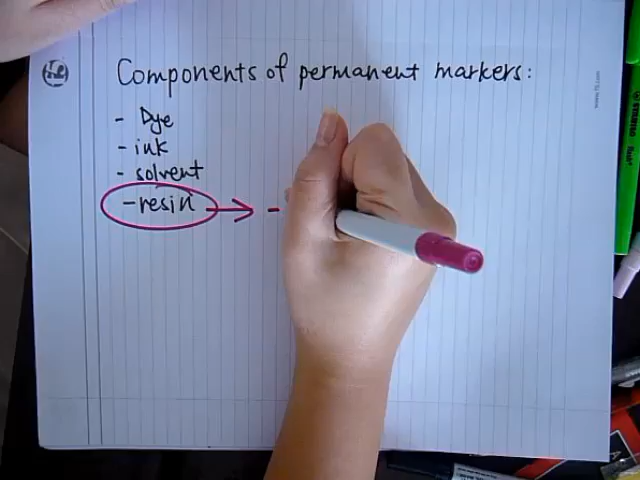 Components of permanent markers:
- Dye
- ink
- solvent
- resin → -